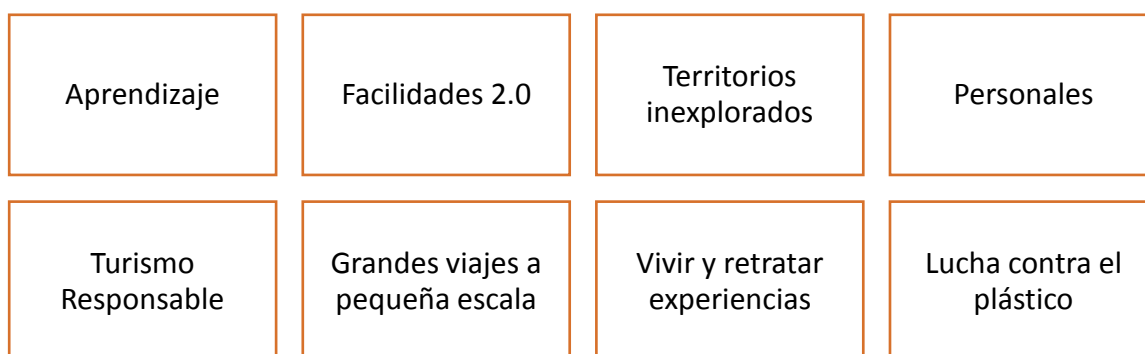 Aprendizaje
Facilidades 2.0
Territorios
inexplorados
Personales
Turismo
Responsable
Grandes viajes a
pequeña escala
Vivir y retratar
experiencias
Lucha contra el
plástico